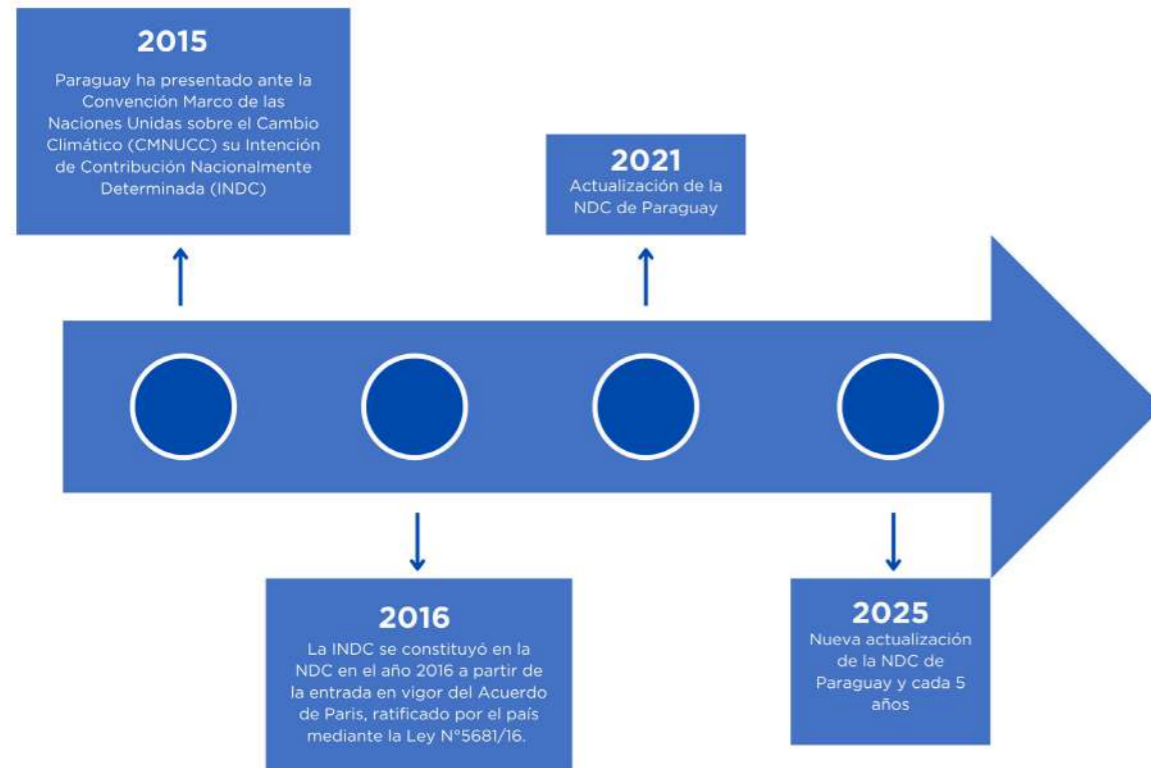 2015
Paraguay ha presentado ante la
Convención Marco de las
Naciones Unidas sobre el Cambio
Climático (CMNUCC) su Intención
de Contribución Nacionalmente
Determinada (INDC)
2016
La INDC se constituyó en la
NDC en el año 2016 a partir de
la entrada en vigor del Acuerdo
de Paris, ratificado por el país
mediante la Ley N°5681/16.
2021
Actualización de la
NDC de Paraguay
2025
Nueva actualización
de la NDC de
Paraguay y cada 5
años